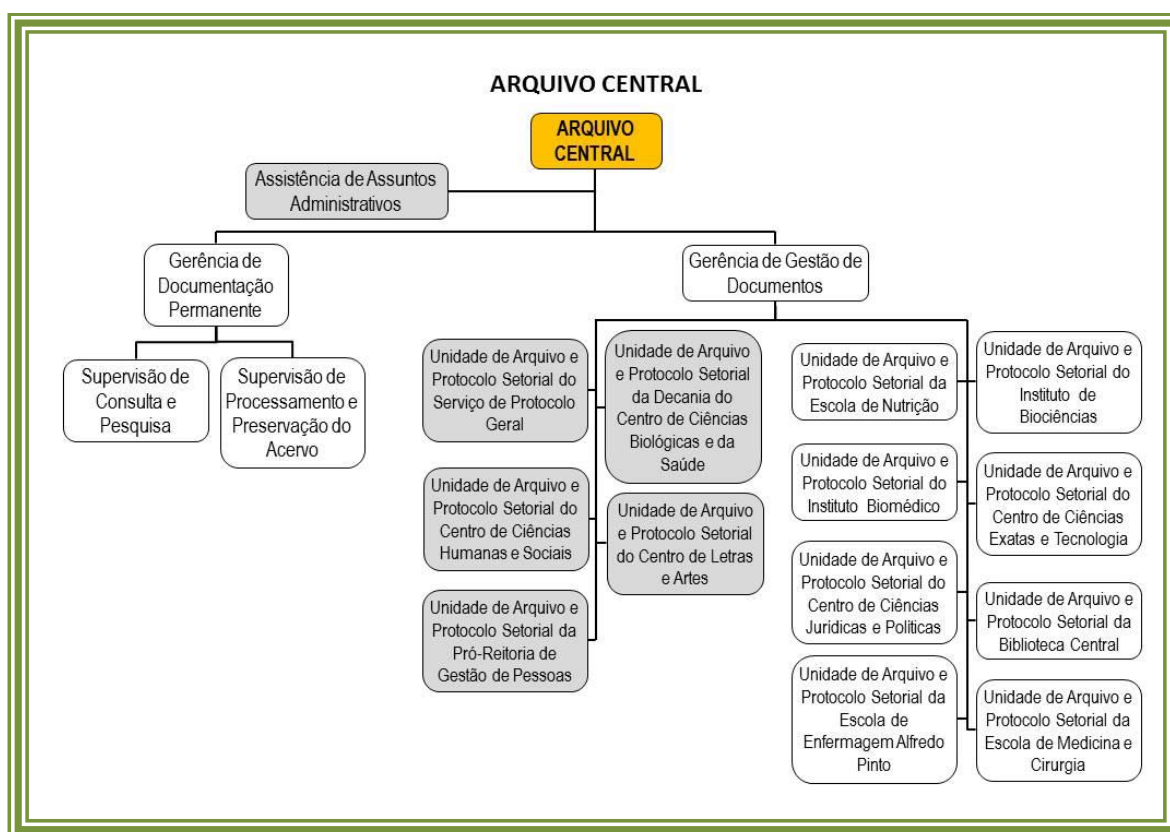 ARQUIVO CENTRAL
ARQUIVO
CENTRAL
Assistência de Assuntos
Administrativos
Gerência de
Documentação
Permanente
Gerência de Gestão de
Documentos
Supervisão de
Consulta e
Pesquisa
Supervisão de
Processamento e
Preservação do
Acervo
Unidade de Arquivo e
Protocolo Setorial do
Serviço de Protocolo
Geral
Unidade de Arquivo
e Protocolo Setorial
da Decania do
Centro de Ciências
Biológicas e da
Saúde
Unidade de Arquivo e
Protocolo Setorial do
Centro de Ciências
Humanas e Sociais
Unidade de Arquivo
e Protocolo Setorial
do Centro de Letras
e Artes
Unidade de Arquivo e
Protocolo Setorial da
Pró-Reitoria de
Gestão de Pessoas
Unidade de Arquivo e
Protocolo Setorial da
Escola de Nutrição
Unidade de Arquivo e
Protocolo Setorial do
Instituto de
Biociências
Unidade de Arquivo e
Protocolo Setorial do
Instituto Biomédico
Unidade de Arquivo e
Protocolo Setorial do
Centro de Ciências
Exatas e Tecnologia
Unidade de Arquivo e
Protocolo Setorial do
Centro de Ciências
Jurídicas e Políticas
Unidade de Arquivo e
Protocolo Setorial da
Biblioteca Central
Unidade de Arquivo e
Protocolo Setorial da
Escola de
Enfermagem Alfredo
Pinto
Unidade de Arquivo e
Protocolo Setorial da
Escola de Medicina e
Cirurgia